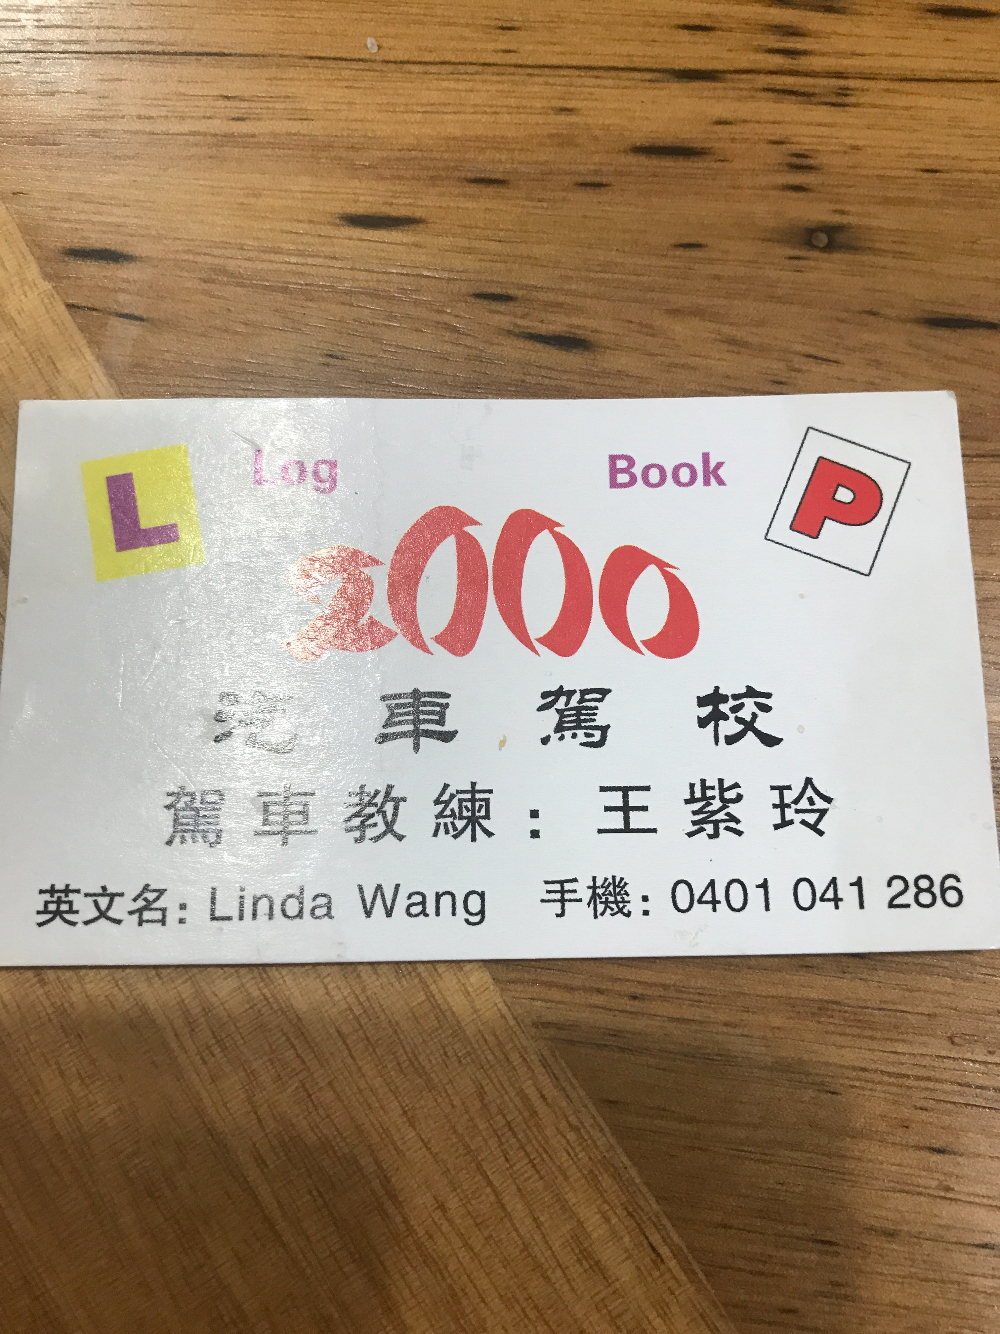 L Log Book P
2000
汽車駕校
駕車教練：王紫玲
英文名：Linda Wang 手機：0401 041 286